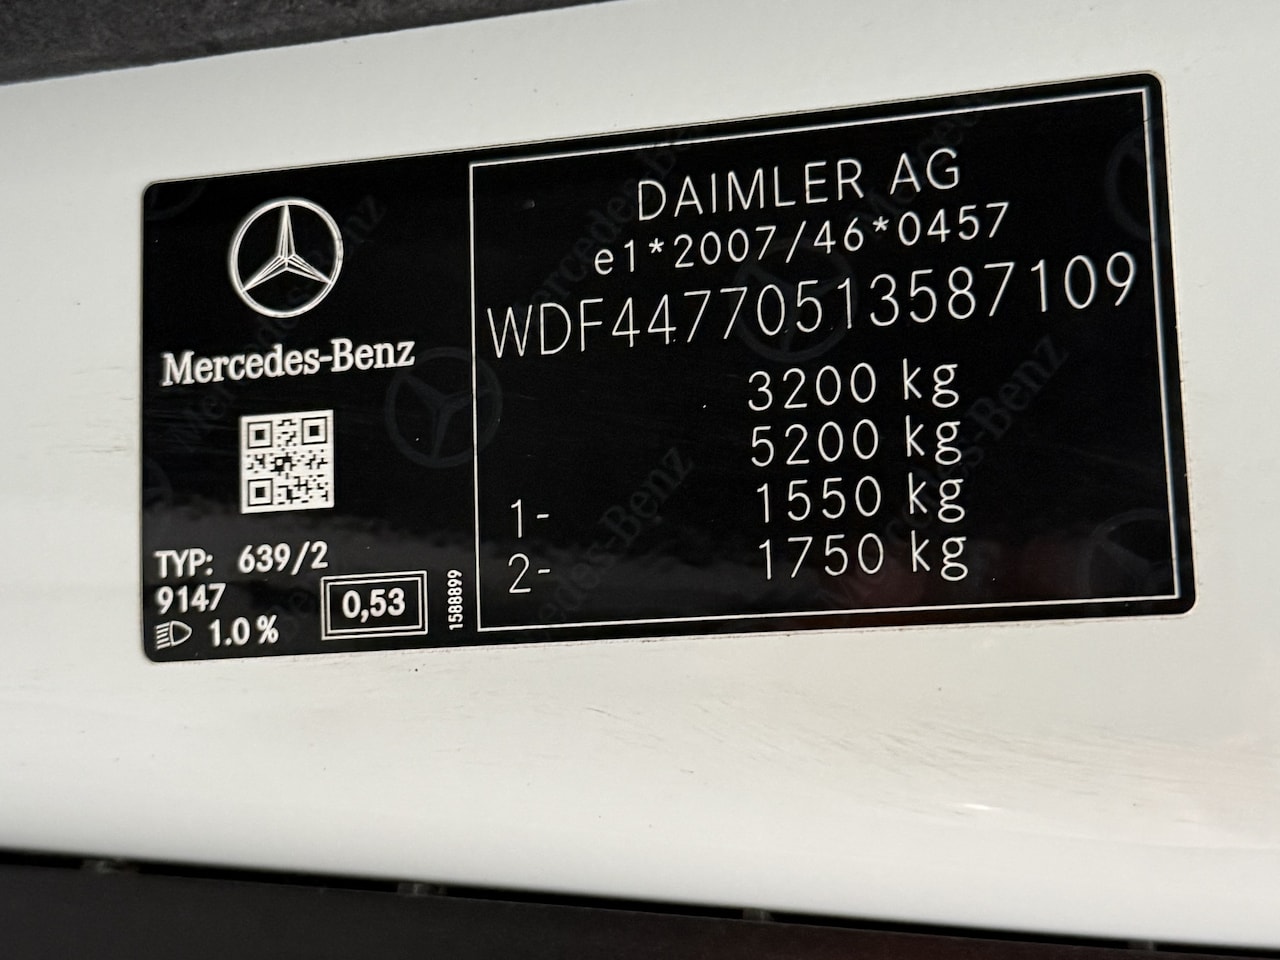 Mercedes-Benz
TYP: 639/2
9147
1.0 %
0,53
1588899
DAIMLER AG
e1*2007/46*0457
WDF44770513587109
3200 kg
5200 kg
1- 1550 kg
2- 1750 kg